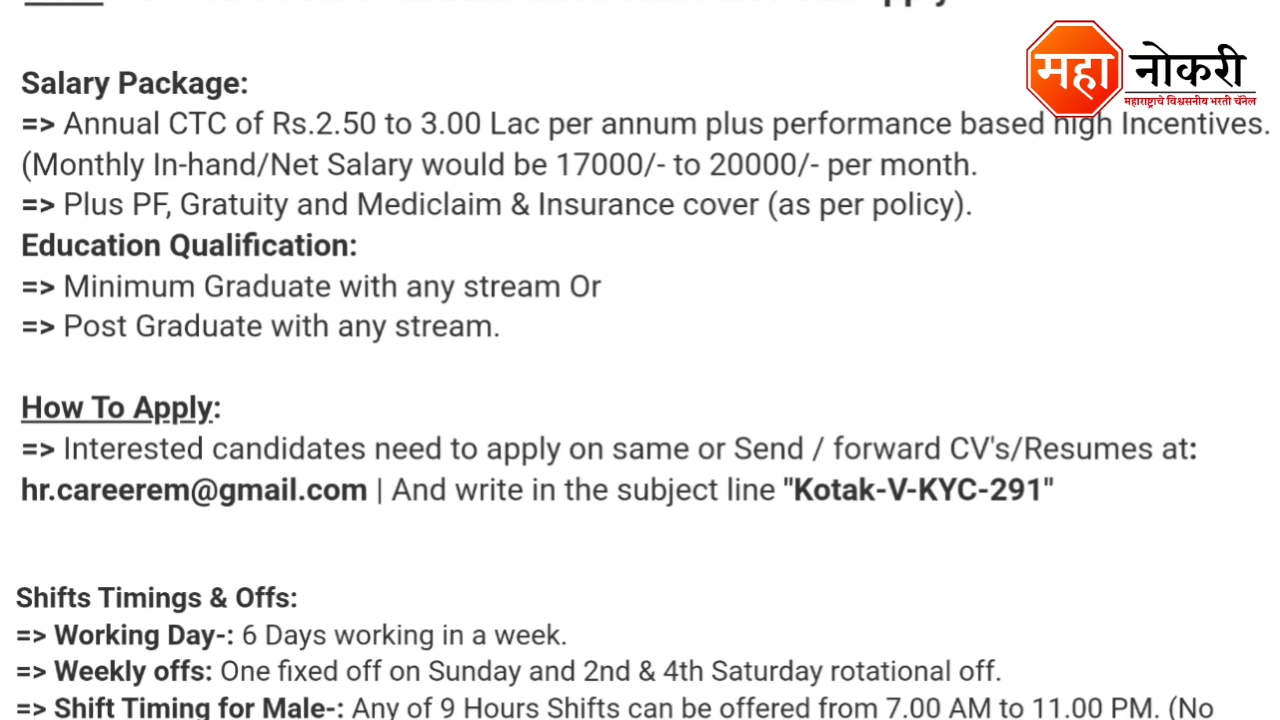 apply
महा नोकरी
महाराष्ट्राचे विश्वसनीय भरती चॅनेल
Salary Package:
=> Annual CTC of Rs.2.50 to 3.00 Lac per annum plus performance based high Incentives.
(Monthly In-hand/Net Salary would be 17000/- to 20000/- per month.
=> Plus PF, Gratuity and Mediclaim & Insurance cover (as per policy).
Education Qualification:
=> Minimum Graduate with any stream Or
=> Post Graduate with any stream.
How To Apply:
=> Interested candidates need to apply on same or Send / forward CV's/Resumes at:
hr.careerem@gmail.com | And write in the subject line "Kotak-V-KYC-291"
Shifts Timings & Offs:
=> Working Day-: 6 Days working in a week.
=> Weekly offs: One fixed off on Sunday and 2nd & 4th Saturday rotational off.
=> Shift Timing for Male-: Any of 9 Hours Shifts can be offered from 7.00 AM to 11.00 PM. (No